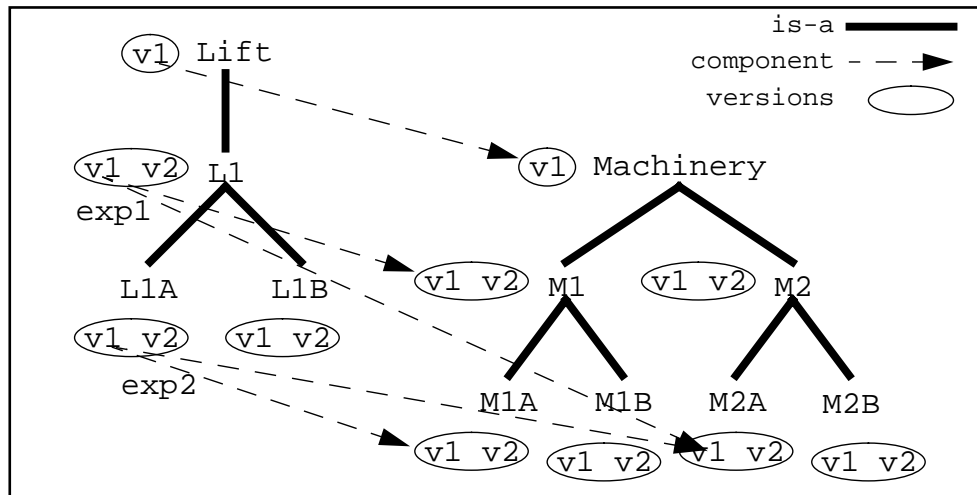 is-a
v1 Lift
component
versions
v1 v2 L1
v1 Machinery
exp1
L1A L1B
v1 v2 M1 v1 v2 M2
v1 v2 v1 v2
exp2
M1A M1B M2A M2B
v1 v2 v1 v2 v1 v2 v1 v2